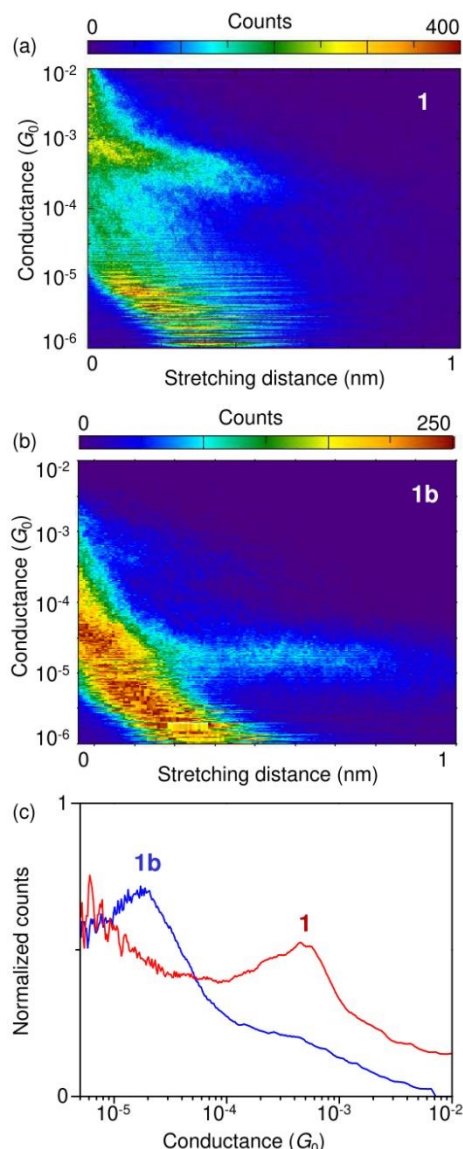 (a)
Counts
0 400
1
Conductance (G₀)
10⁻²
10⁻³
10⁻⁴
10⁻⁵
10⁻⁶
0 1
Stretching distance (nm)
(b)
Counts
0 250
1b
Conductance (G₀)
10⁻²
10⁻³
10⁻⁴
10⁻⁵
10⁻⁶
0 1
Stretching distance (nm)
(c)
1
1b
1
Normalized counts
0
10⁻⁵ 10⁻⁴ 10⁻³ 10⁻²
Conductance (G₀)